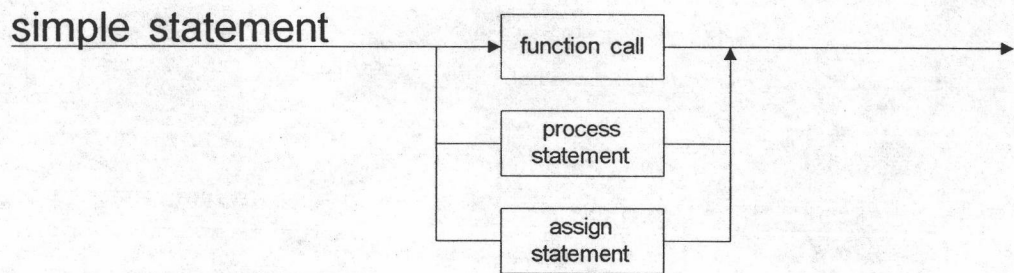 simple statement
function call
process
statement
assign
statement